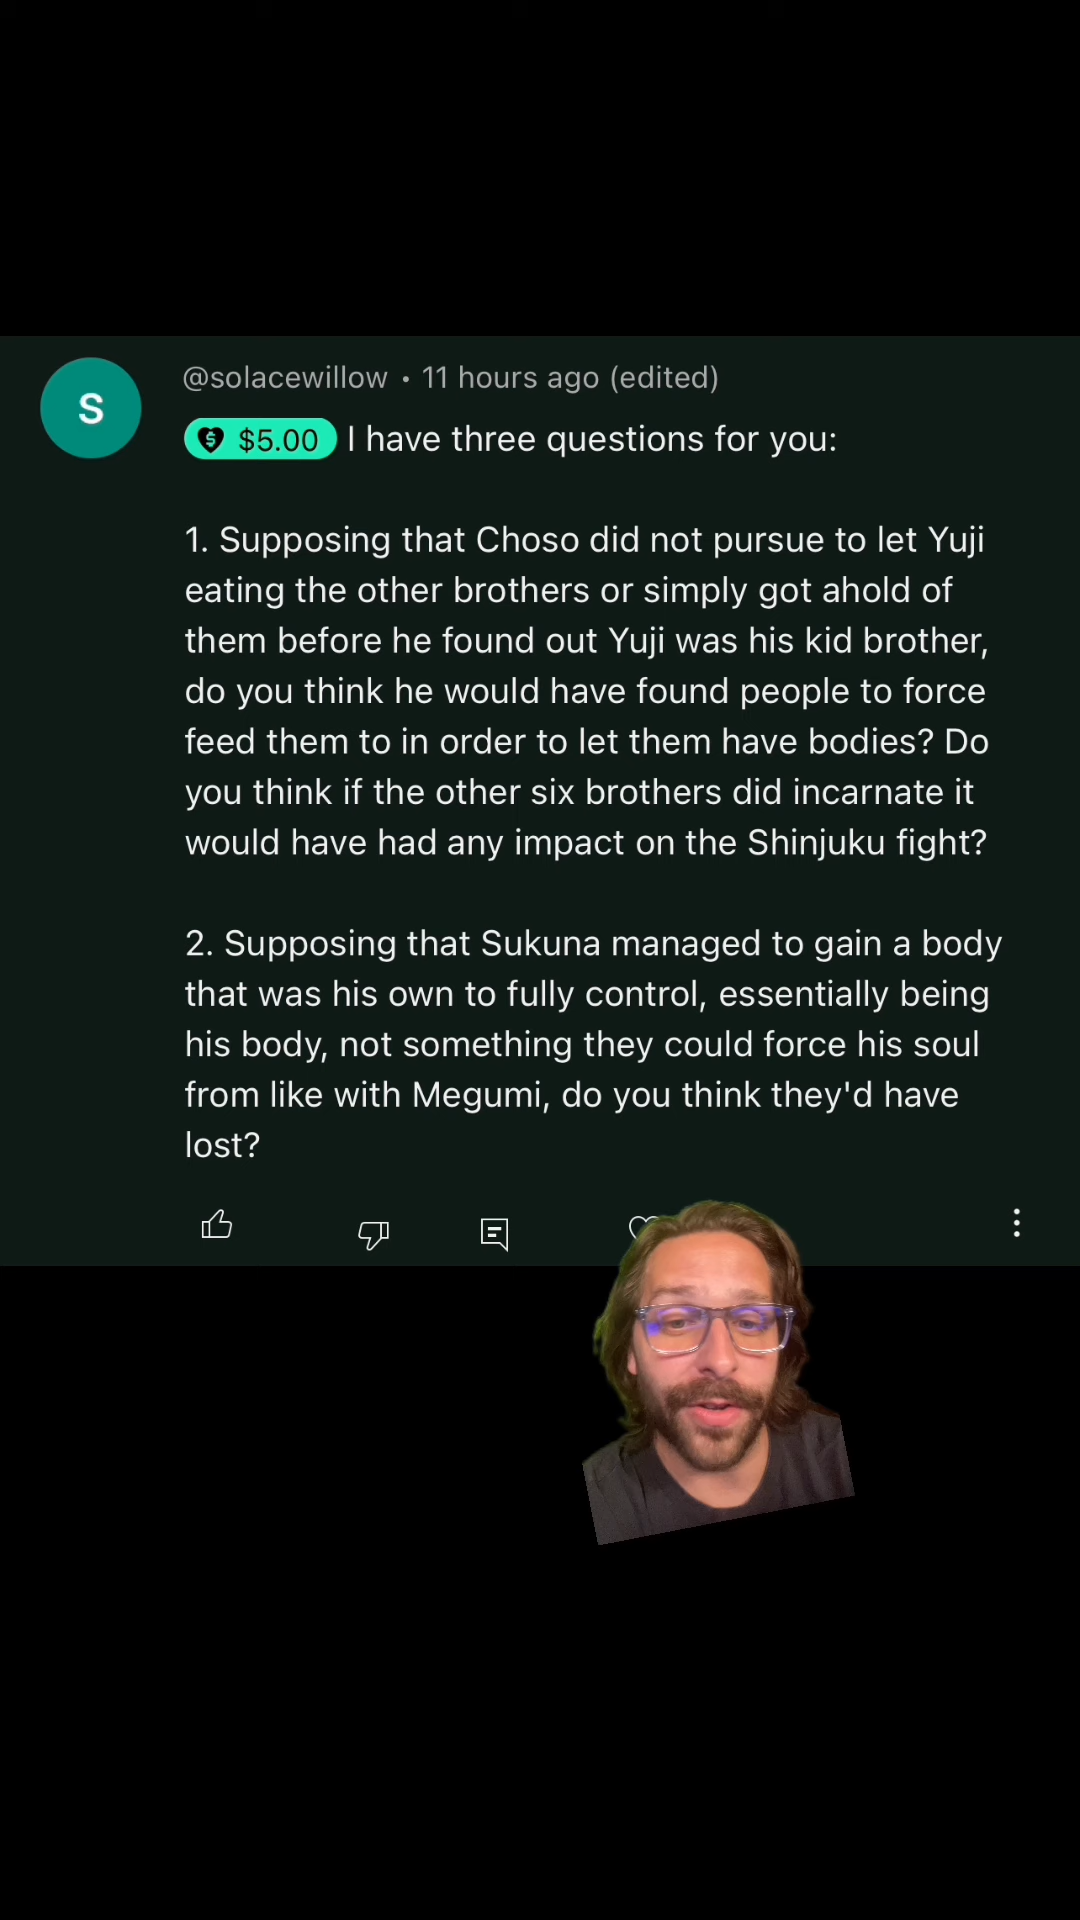 S
@solacewillow • 11 hours ago (edited)
$5.00 I have three questions for you:
1. Supposing that Choso did not pursue to let Yuji
eating the other brothers or simply got ahold of
them before he found out Yuji was his kid brother,
do you think he would have found people to force
feed them to in order to let them have bodies? Do
you think if the other six brothers did incarnate it
would have had any impact on the Shinjuku fight?
2. Supposing that Sukuna managed to gain a body
that was his own to fully control, essentially being
his body, not something they could force his soul
from like with Megumi, do you think they'd have
lost?